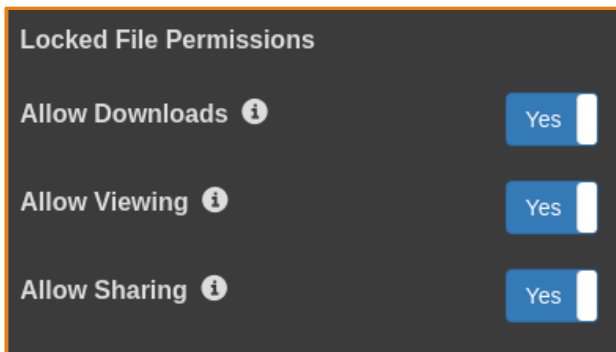 Locked File Permissions
Allow Downloads
Yes
Allow Viewing
Yes
Allow Sharing
Yes